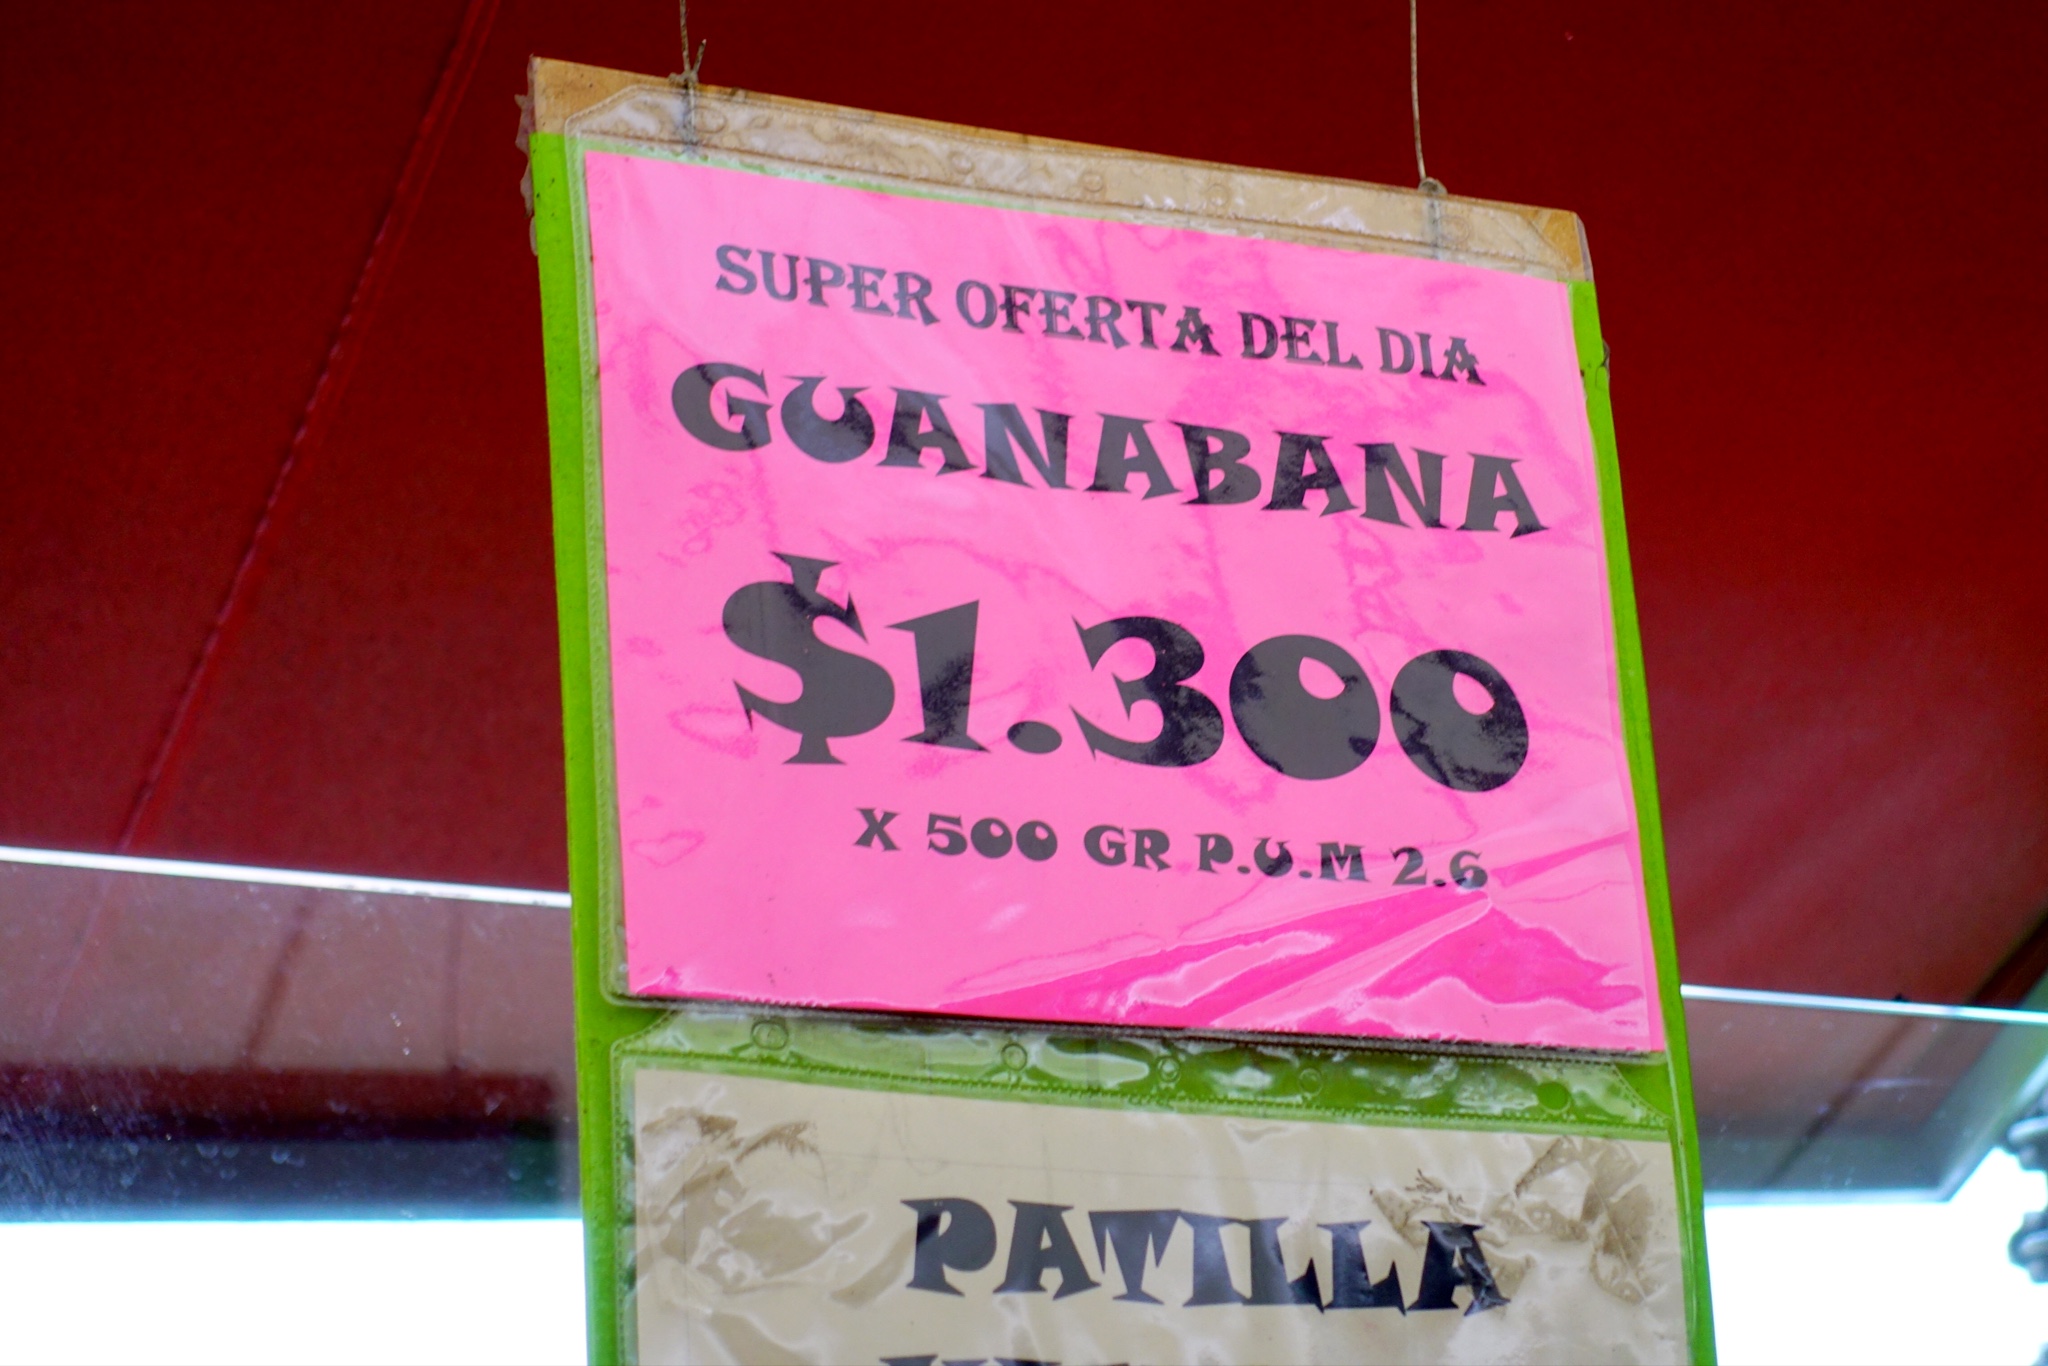 SUPER OFERTA DEL DIA
GUANABANA
$1.300
X 500 GR P.U.M 2.6
PATILLA